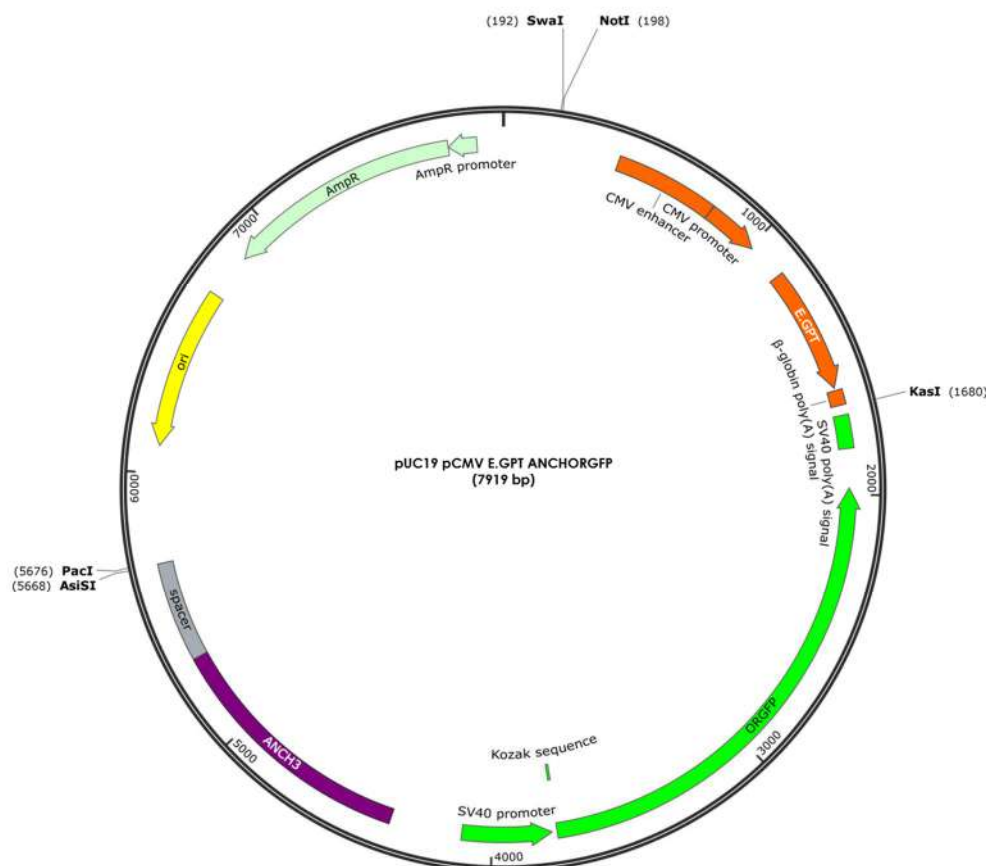 (192) SwaI NotI (198)
AmpR promoter
AmpR
7000
CMV enhancer
CMV promoter
1000
E.GPT
β-globin poly(A) signal
KasI (1680)
SV40 poly(A) signal
ori
pUC19 pCMV E.GPT ANCHORGFP
(7919 bp)
2000
6000
(5676) PacI
(5668) AsiSI
spacer
ORGFP
ANCH3
5000
3000
Kozak sequence
SV40 promoter
4000